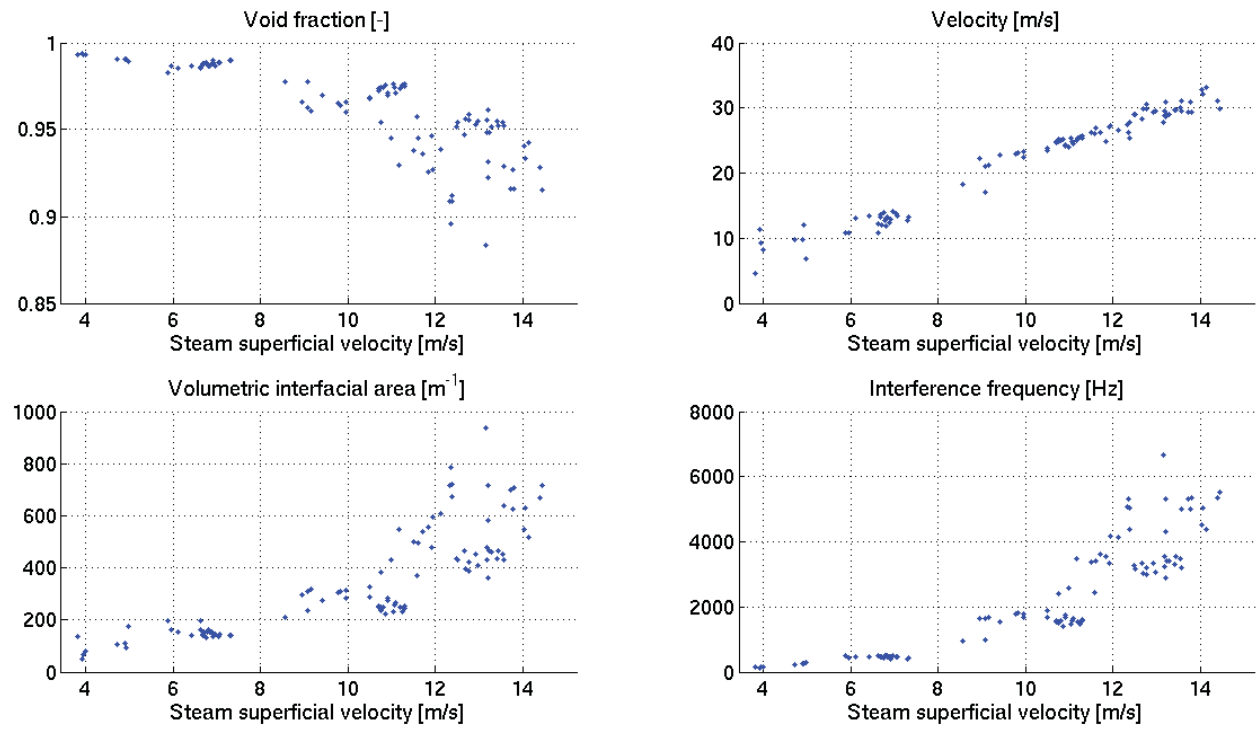 Void fraction [-]
1
0.95
0.9
0.85
4 6 8 10 12 14
Steam superficial velocity [m/s]
Velocity [m/s]
40
30
20
10
0
4 6 8 10 12 14
Steam superficial velocity [m/s]
Volumetric interfacial area [m⁻¹]
1000
800
600
400
200
0
4 6 8 10 12 14
Steam superficial velocity [m/s]
Interference frequency [Hz]
8000
6000
4000
2000
0
4 6 8 10 12 14
Steam superficial velocity [m/s]